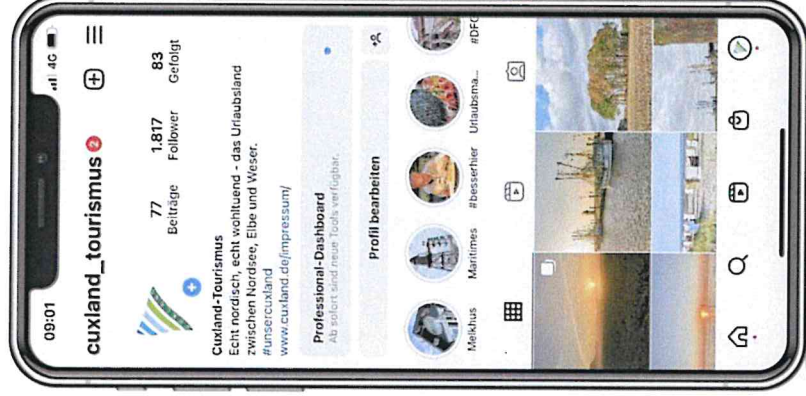 09:01
4G
cuxland_tourismus 2
77
Beiträge
1.817
Follower
83
Gefolgt
Cuxland-Tourismus
Echt nordisch, echt wohltuend - das Urlaubsland
zwischen Nordsee, Elbe und Weser.
#unsercuxland
www.cuxland.de/impressum/
Professional-Dashboard
Ab sofort sind neue Tools verfügbar.
Profil bearbeiten
Melkhus
Maritimes
#besserhier
Urlaubsma...
#DFC